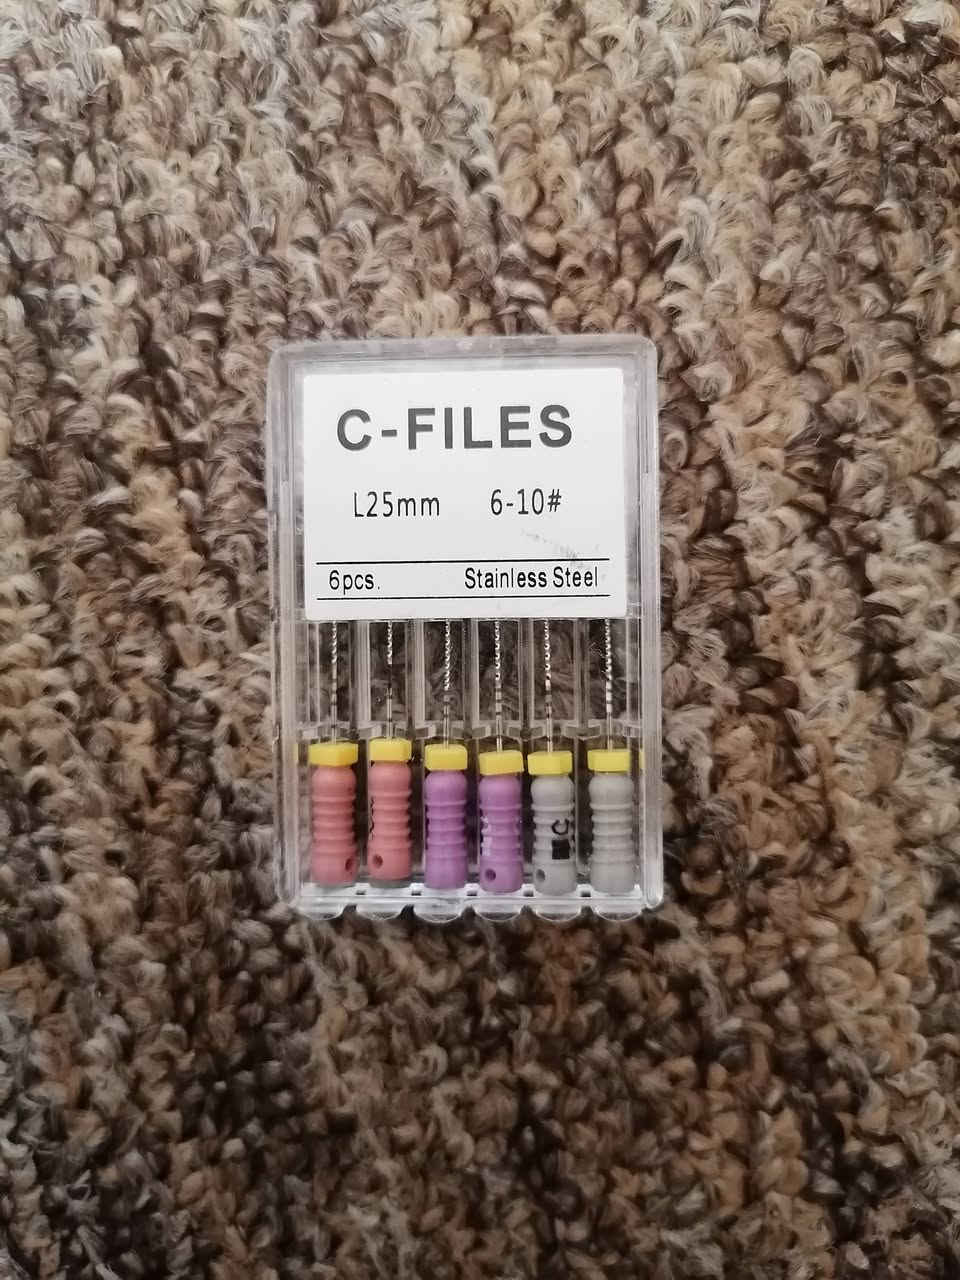 C-FILES
L25mm 6-10#
6pcs. Stainless Steel
C